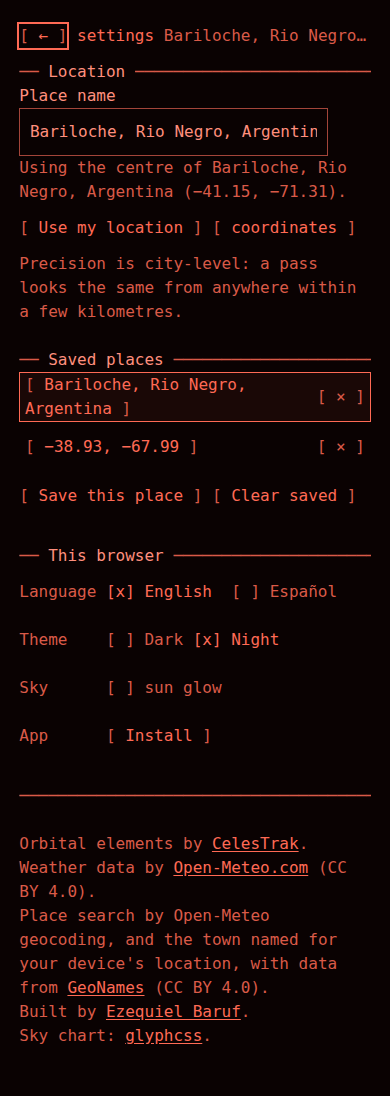 [ ← ] settings Bariloche, Rio Negro…
Location
Place name
Bariloche, Rio Negro, Argentin
Using the centre of Bariloche, Rio
Negro, Argentina (−41.15, −71.31).
[ Use my location ] [ coordinates ]
Precision is city-level: a pass
looks the same from anywhere within
a few kilometres.
Saved places
[ Bariloche, Rio Negro,
Argentina ] [ × ]
[ −38.93, −67.99 ] [ × ]
[ Save this place ] [ Clear saved ]
This browser
Language [x] English [ ] Español
Theme [ ] Dark [x] Night
Sky [ ] sun glow
App [ Install ]
Orbital elements by CelesTrak.
Weather data by Open-Meteo.com (CC
BY 4.0).
Place search by Open-Meteo
geocoding, and the town named for
your device's location, with data
from GeoNames (CC BY 4.0).
Built by Ezequiel Baruf.
Sky chart: glyphcss.